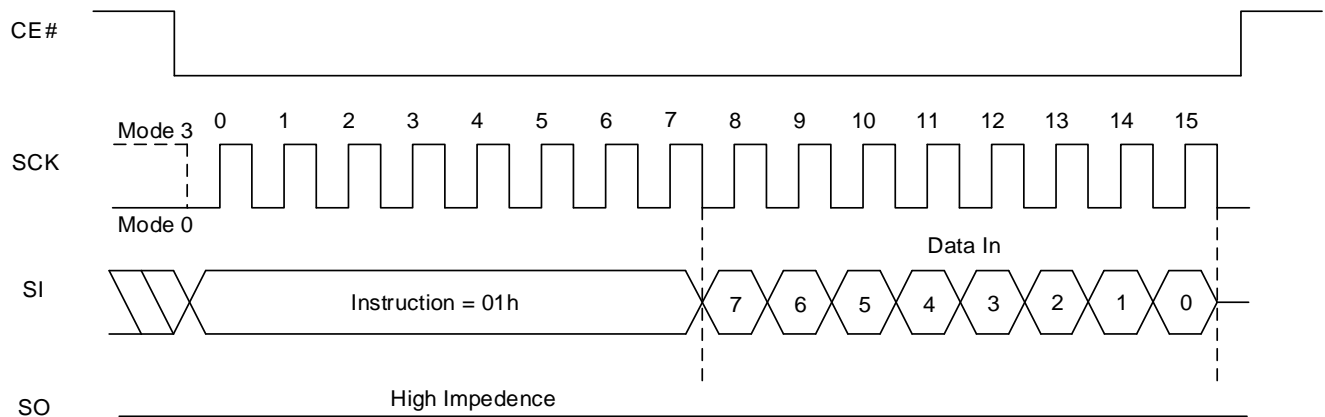 CE#
Mode 3
0 1 2 3 4 5 6 7 8 9 10 11 12 13 14 15
SCK
Mode 0
Data In
SI
Instruction = 01h
7 6 5 4 3 2 1 0
High Impedence
SO